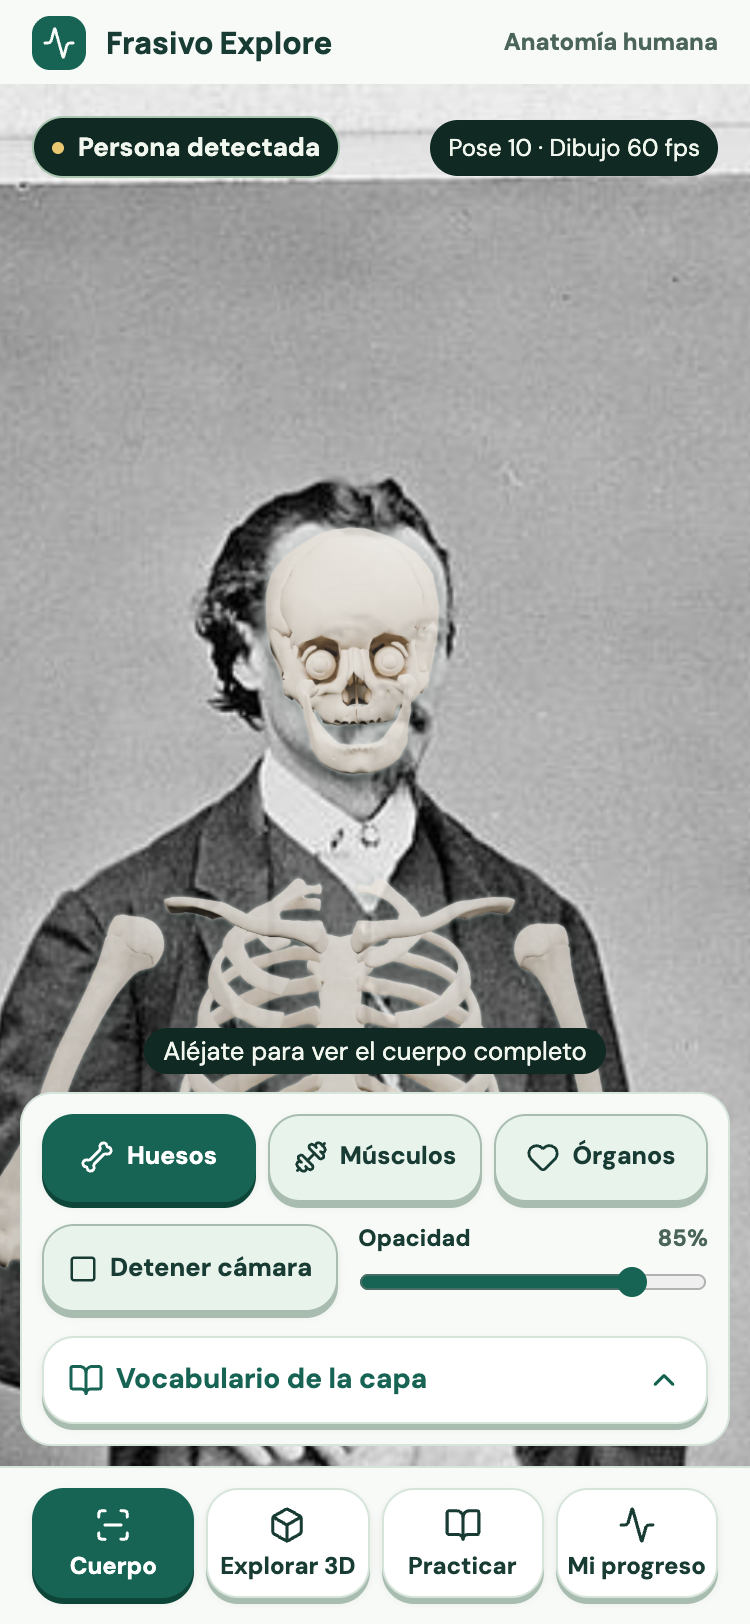 Frasivo Explore
Anatomía humana
Persona detectada
Pose 10 · Dibujo 60 fps
Aléjate para ver el cuerpo completo
Huesos
Músculos
Órganos
Detener cámara
Opacidad
85%
Vocabulario de la capa
Cuerpo
Explorar 3D
Practicar
Mi progreso